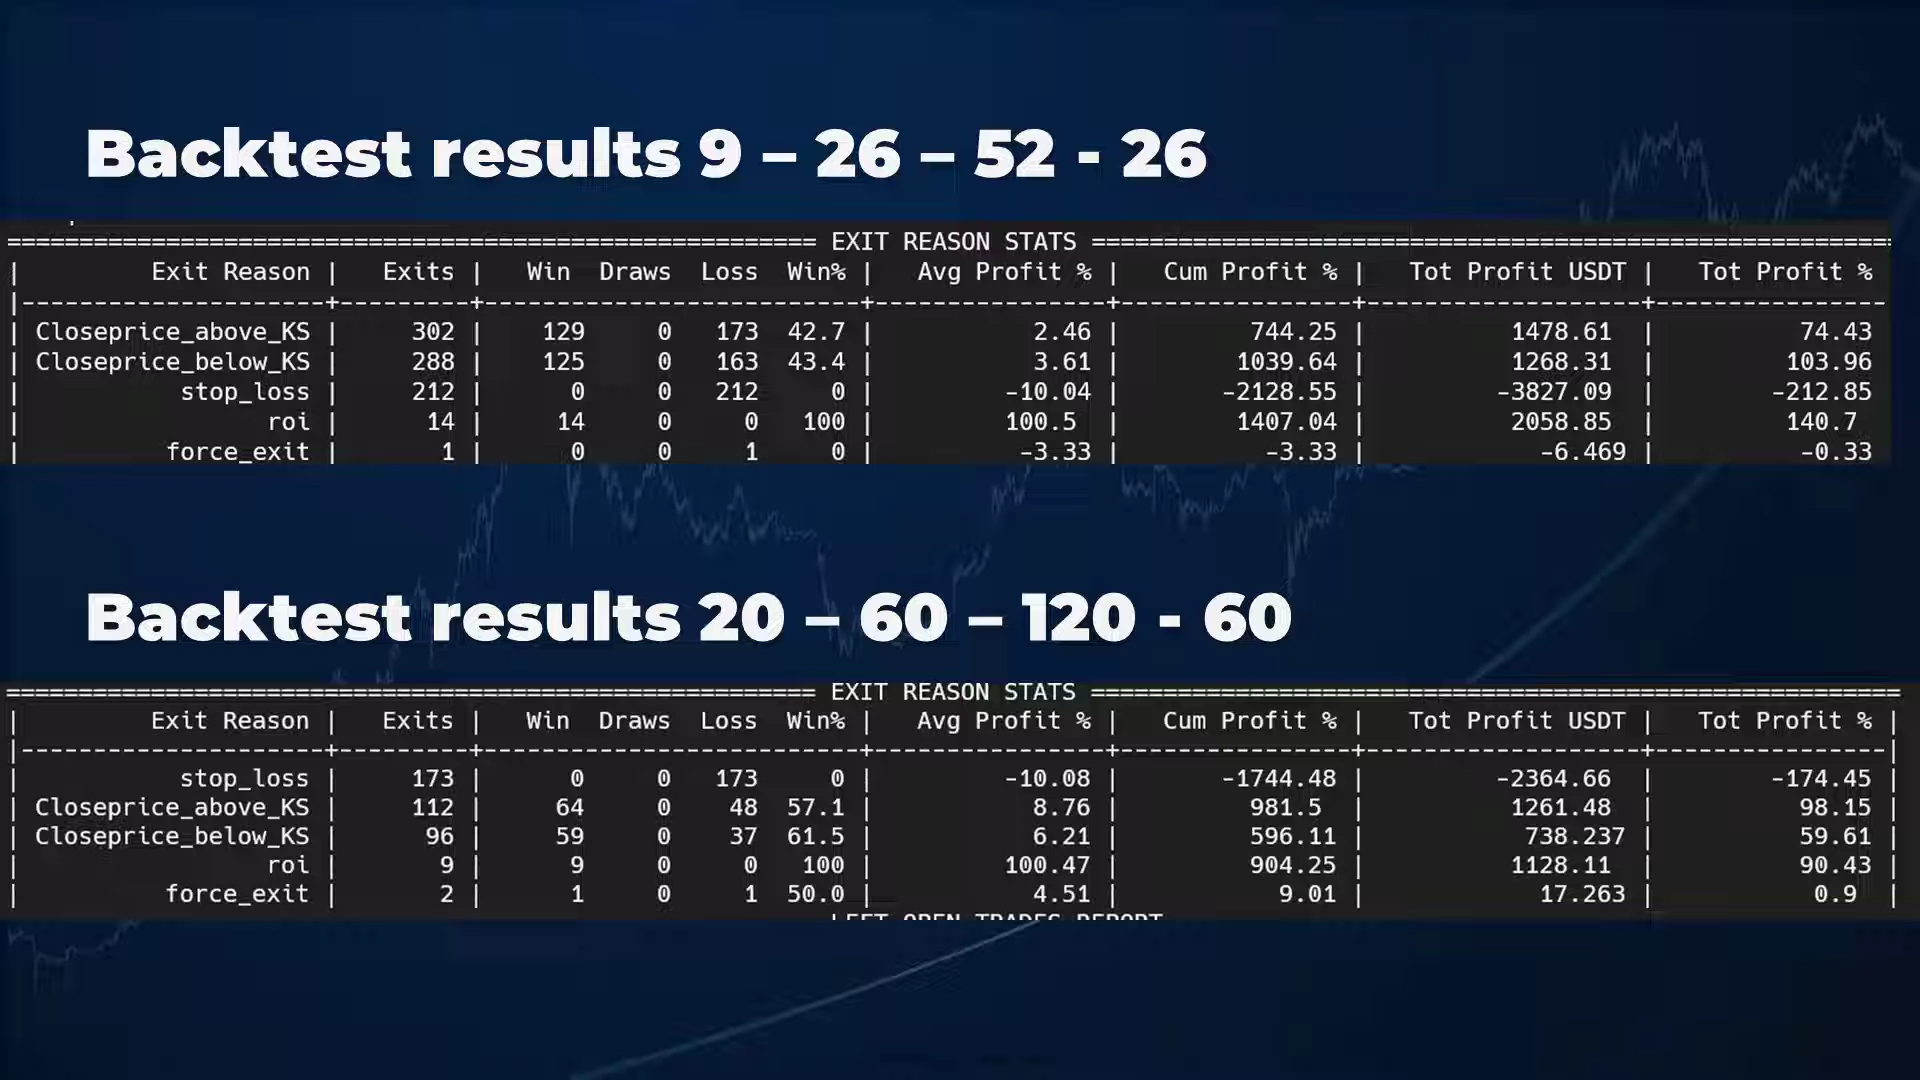 Backtest results 9 – 26 – 52 - 26
======================================================== EXIT REASON STATS ========================================================
| Exit Reason | Exits | Win Draws Loss Win% | Avg Profit % | Cum Profit % | Tot Profit USDT | Tot Profit %
|---------------------+---------+--------------------------+----------------+----------------+-------------------+----------------
| Closeprice_above_KS | 302 | 129 0 173 42.7 | 2.46 | 744.25 | 1478.61 | 74.43
| Closeprice_below_KS | 288 | 125 0 163 43.4 | 3.61 | 1039.64 | 1268.31 | 103.96
| stop_loss | 212 | 0 0 212 0 | -10.04 | -2128.55 | -3827.09 | -212.85
| roi | 14 | 14 0 0 100 | 100.5 | 1407.04 | 2058.85 | 140.7
| force_exit | 1 | 0 0 1 0 | -3.33 | -3.33 | -6.469 | -0.33
Backtest results 20 – 60 – 120 - 60
======================================================== EXIT REASON STATS ========================================================
| Exit Reason | Exits | Win Draws Loss Win% | Avg Profit % | Cum Profit % | Tot Profit USDT | Tot Profit % |
|---------------------+---------+--------------------------+----------------+----------------+-------------------+----------------|
| stop_loss | 173 | 0 0 173 0 | -10.08 | -1744.48 | -2364.66 | -174.45 |
| Closeprice_above_KS | 112 | 64 0 48 57.1 | 8.76 | 981.5 | 1261.48 | 98.15 |
| Closeprice_below_KS | 96 | 59 0 37 61.5 | 6.21 | 596.11 | 738.237 | 59.61 |
| roi | 9 | 9 0 0 100 | 100.47 | 904.25 | 1128.11 | 90.43 |
| force_exit | 2 | 1 0 1 50.0 | 4.51 | 9.01 | 17.263 | 0.9 |
LEFT OPEN TRADES REPORT